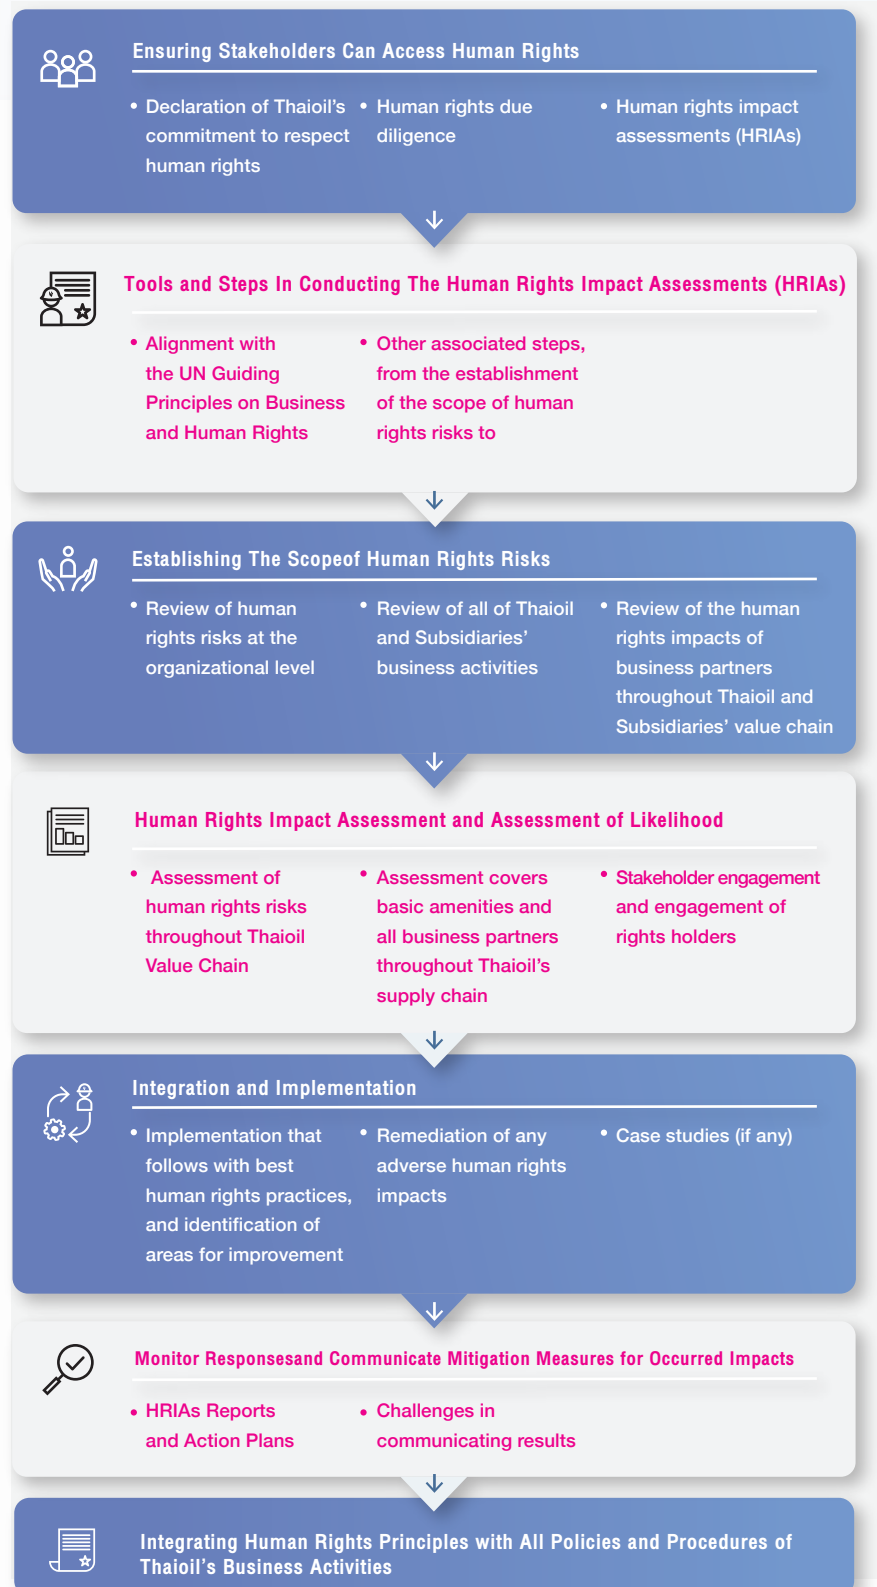 Ensuring Stakeholders Can Access Human Rights
• Declaration of Thaioil's
commitment to respect
human rights
• Human rights due
diligence
• Human rights impact
assessments (HRIAs)
Tools and Steps In Conducting The Human Rights Impact Assessments (HRIAs)
• Alignment with
the UN Guiding
Principles on Business
and Human Rights
• Other associated steps,
from the establishment
of the scope of human
rights risks to
Establishing The Scopeof Human Rights Risks
• Review of human
rights risks at the
organizational level
• Review of all of Thaioil
and Subsidiaries'
business activities
• Review of the human
rights impacts of
business partners
throughout Thaioil and
Subsidiaries' value chain
Human Rights Impact Assessment and Assessment of Likelihood
• Assessment of
human rights risks
throughout Thaioil
Value Chain
• Assessment covers
basic amenities and
all business partners
throughout Thaioil's
supply chain
• Stakeholder engagement
and engagement of
rights holders
Integration and Implementation
• Implementation that
follows with best
human rights practices,
and identification of
areas for improvement
• Remediation of any
adverse human rights
impacts
• Case studies (if any)
Monitor Responsesand Communicate Mitigation Measures for Occurred Impacts
• HRIAs Reports
and Action Plans
• Challenges in
communicating results
Integrating Human Rights Principles with All Policies and Procedures of
Thaioil's Business Activities